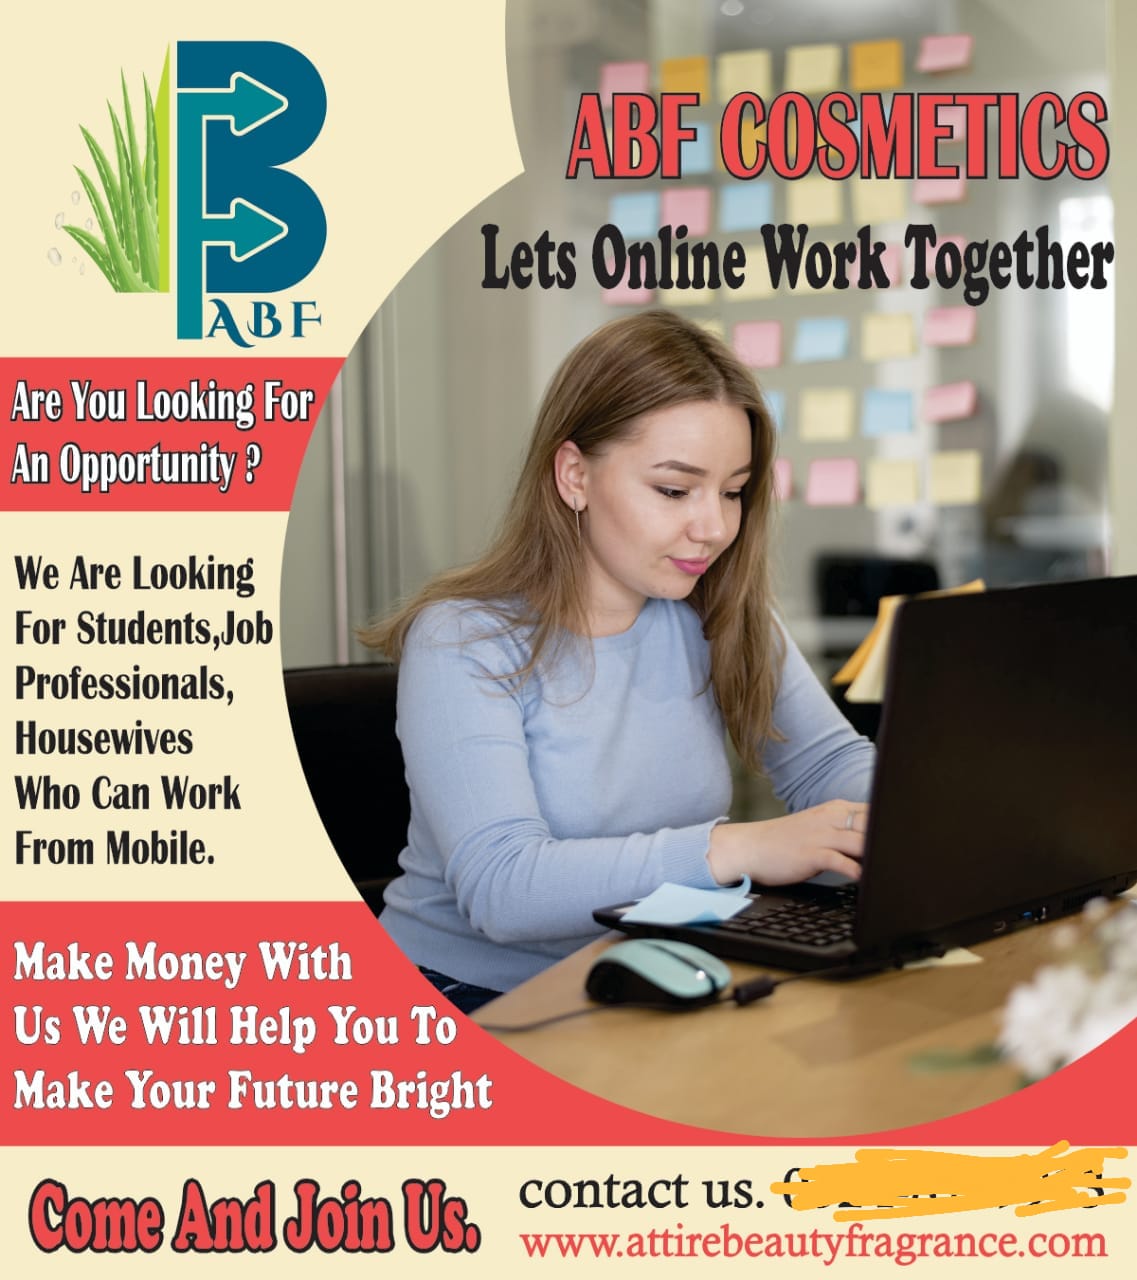 ABF
ABF COSMETICS
Lets Online Work Together
Are You Looking For
An Opportunity ?
We Are Looking
For Students,Job
Professionals,
Housewives
Who Can Work
From Mobile.
Make Money With
Us We Will Help You To
Make Your Future Bright
Come And Join Us.
contact us.
www.attirebeautyfragrance.com